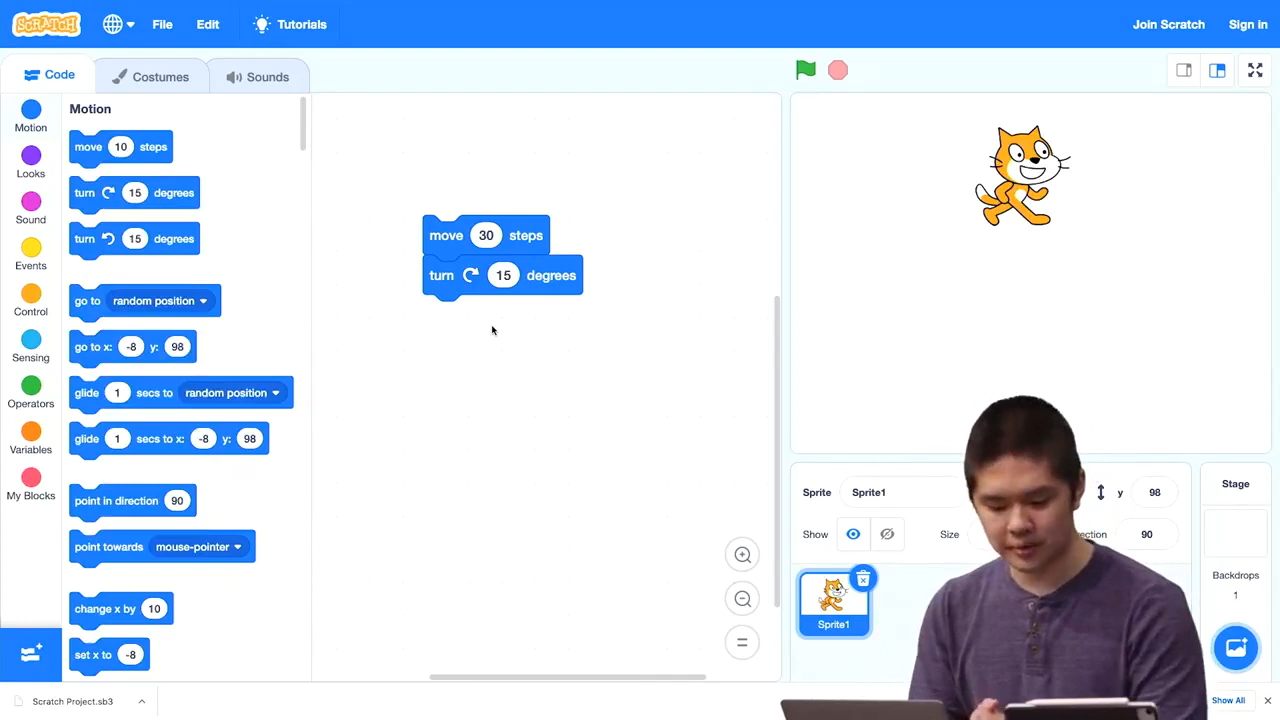 SCRATCH File Edit Tutorials Join Scratch Sign in
Code Costumes Sounds
Motion
Looks
Sound
Events
Control
Sensing
Operators
Variables
My Blocks
Motion
move 10 steps
turn 15 degrees
turn 15 degrees
go to random position
go to x: -8 y: 98
glide 1 secs to random position
glide 1 secs to x: -8 y: 98
point in direction 90
point towards mouse-pointer
change x by 10
set x to -8
move 30 steps
turn 15 degrees
Sprite Sprite1 y 98
Show Size 90
Sprite1
Stage
Backdrops
1
Scratch Project.sb3 Show All